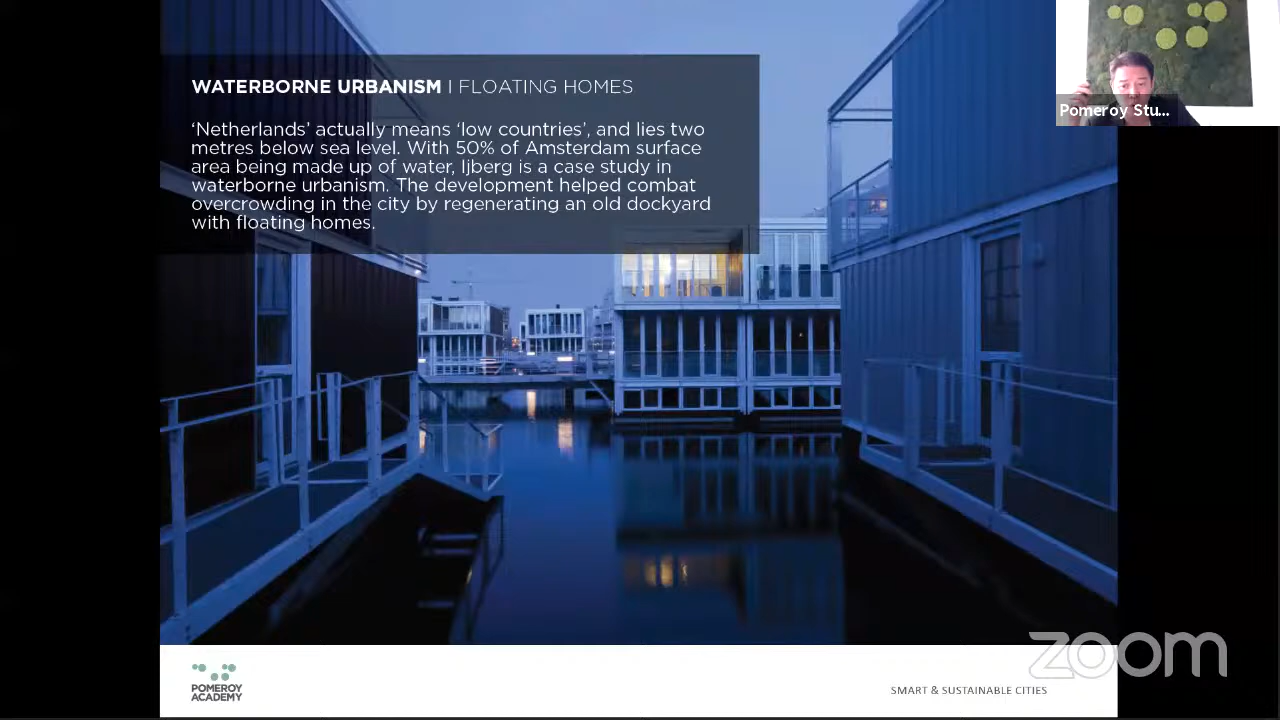 WATERBORNE URBANISM | FLOATING HOMES
‘Netherlands’ actually means ‘low countries’, and lies two
metres below sea level. With 50% of Amsterdam surface
area being made up of water, Ijberg is a case study in
waterborne urbanism. The development helped combat
overcrowding in the city by regenerating an old dockyard
with floating homes.
Pomeroy Stu...
zoom
POMEROY
ACADEMY
SMART & SUSTAINABLE CITIES